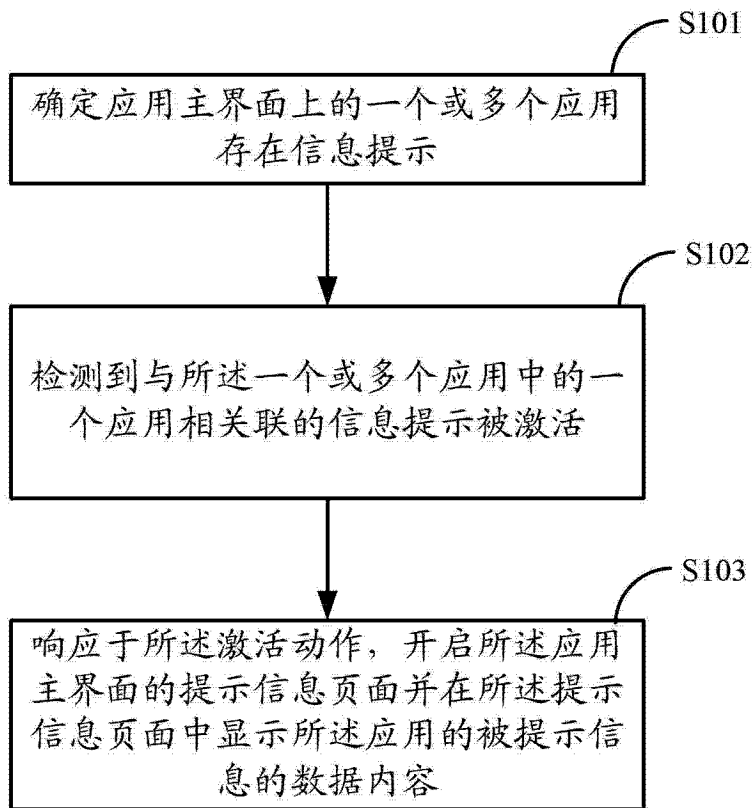 S101
确定应用主界面上的一个或多个应用
存在信息提示
S102
检测到与所述一个或多个应用中的一
个应用相关联的信息提示被激活
S103
响应于所述激活动作，开启所述应用
主界面的提示信息页面并在所述提示
信息页面中显示所述应用的被提示信
息的数据内容